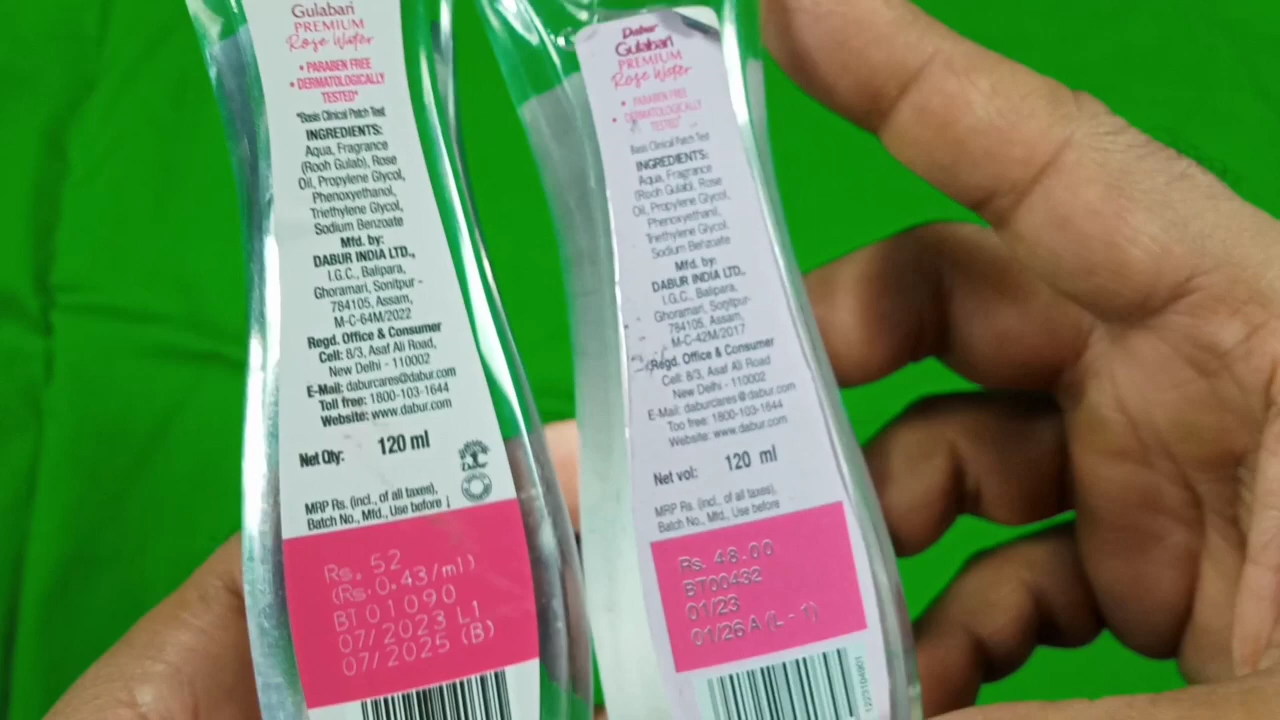 Gulabari
PREMIUM
Rose Water
• PARABEN FREE
• DERMATOLOGICALLY
TESTED*
*Basis Clinical Patch Test
INGREDIENTS:
Aqua, Fragrance
(Rooh Gulab), Rose
Oil, Propylene Glycol,
Phenoxyethanol,
Triethylene Glycol,
Sodium Benzoate
Mfd. by:
DABUR INDIA LTD.,
I.G.C., Balipara,
Ghoramari, Sonitpur -
784105, Assam,
M-C-64M/2022
Regd. Office & Consumer
Cell: 8/3, Asaf Ali Road,
New Delhi - 110002
E-Mail: daburcares@dabur.com
Toll free: 1800-103-1644
Website: www.dabur.com
Net Qty: 120 ml
MRP Rs. (incl., of all taxes),
Batch No., Mfd., Use before ↓
Rs. 52
(Rs. 0.43/ml)
BT01090
07/2023 L1
07/2025 (B)
Dabur
Gulabari
PREMIUM
Rose Water
• PARABEN FREE
• DERMATOLOGICALLY
TESTED*
Basis Clinical Patch Test
INGREDIENTS:
Aqua, Fragrance
(Rooh Gulab), Rose
Oil, Propylene Glycol,
Phenoxyethanl,
Triethylene Glycol,
Sodium Benzoate
Mfd. by:
DABUR INDIA LTD.,
I.G.C., Balipara,
Ghoramari, Sonitpur-
784105, Assam,
M-C-42M/2017
Regd. Office & Consumer
Cell: 8/3, Asaf Ali Road
New Delhi - 110002
E-Mail: daburcares@dabur.com
Too free: 1800-103-1644
Website: www.dabur.com
Net vol: 120 ml
MRP Rs. (incl., of all taxes),
Batch No., Mfd., Use before
Rs. 48.00
BT00432
01/23
01/26 A (L - 1)